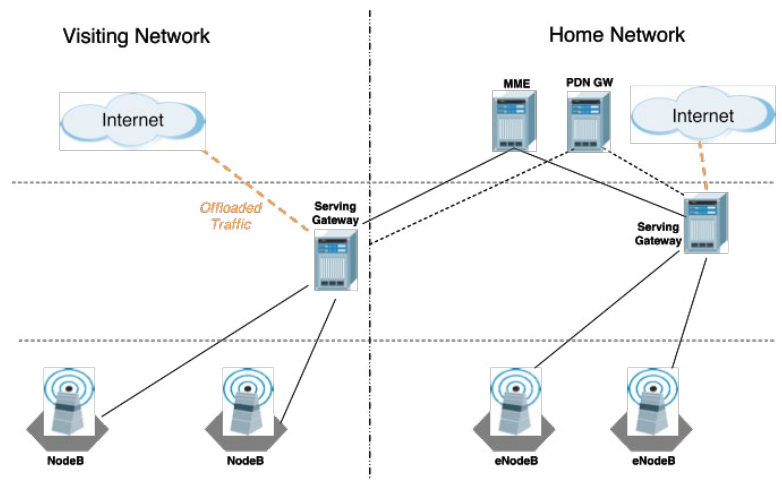 Visiting Network
Home Network
MME
PDN GW
Internet
Internet
Offloaded
Traffic
Serving
Gateway
Serving
Gateway
NodeB
NodeB
eNodeB
eNodeB